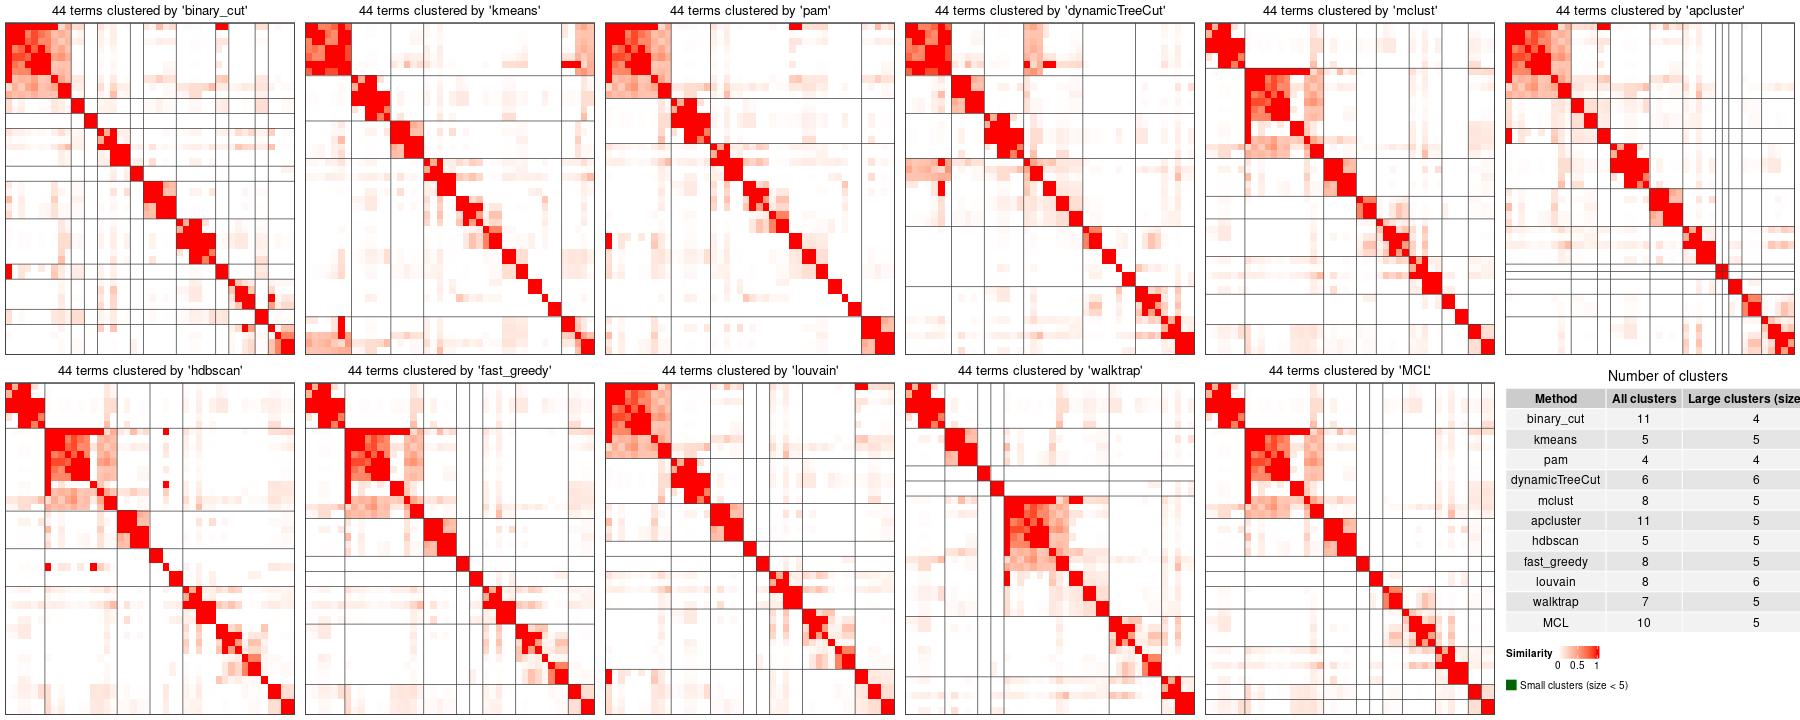 44 terms clustered by 'binary_cut'
44 terms clustered by 'kmeans'
44 terms clustered by 'pam'
44 terms clustered by 'dynamicTreeCut'
44 terms clustered by 'mclust'
44 terms clustered by 'apcluster'
44 terms clustered by 'hdbscan'
44 terms clustered by 'fast_greedy'
44 terms clustered by 'louvain'
44 terms clustered by 'walktrap'
44 terms clustered by 'MCL'
Number of clusters
Method All clusters Large clusters (size
binary_cut 11 4
kmeans 5 5
pam 4 4
dynamicTreeCut 6 6
mclust 8 5
apcluster 11 5
hdbscan 5 5
fast_greedy 8 5
louvain 8 6
walktrap 7 5
MCL 10 5
Similarity
0 0.5 1
Small clusters (size < 5)